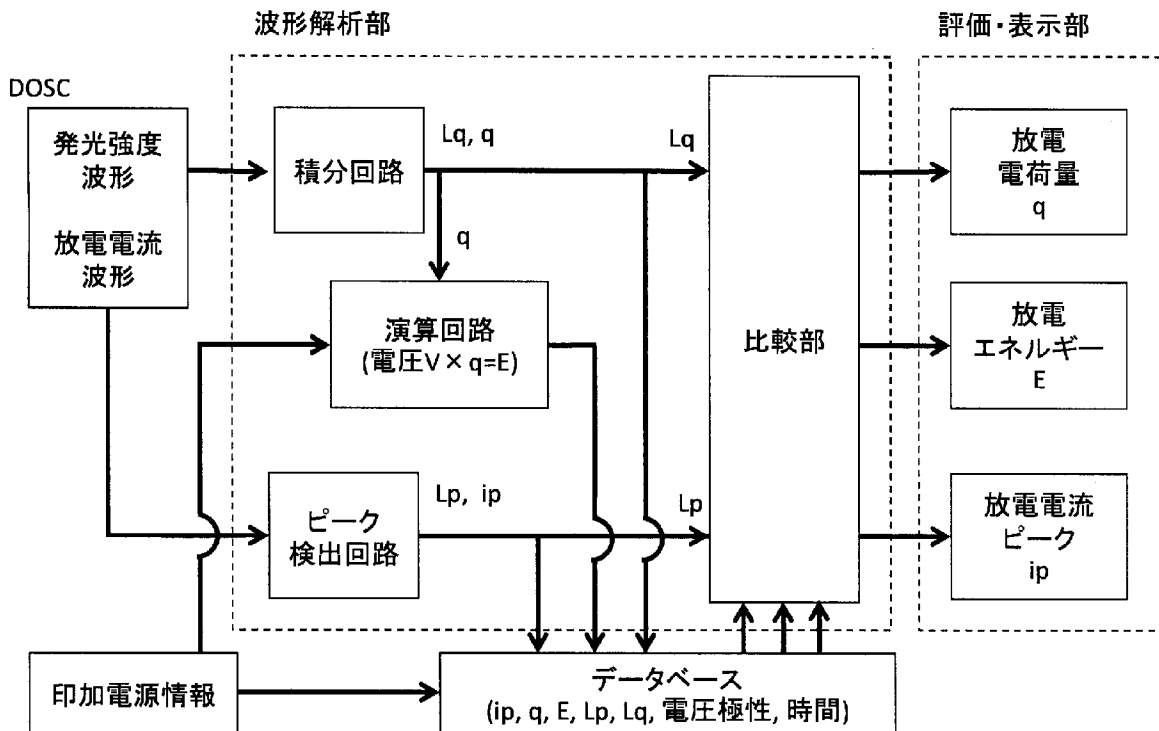 波形解析部
評価・表示部
DOSC
発光強度
波形
放電電流
波形
積分回路
Lq, q
Lq
q
演算回路
(電圧V×q=E)
ピーク
検出回路
Lp, ip
Lp
比較部
放電
電荷量
q
放電
エネルギー
E
放電電流
ピーク
ip
印加電源情報
データベース
(ip, q, E, Lp, Lq, 電圧極性, 時間)